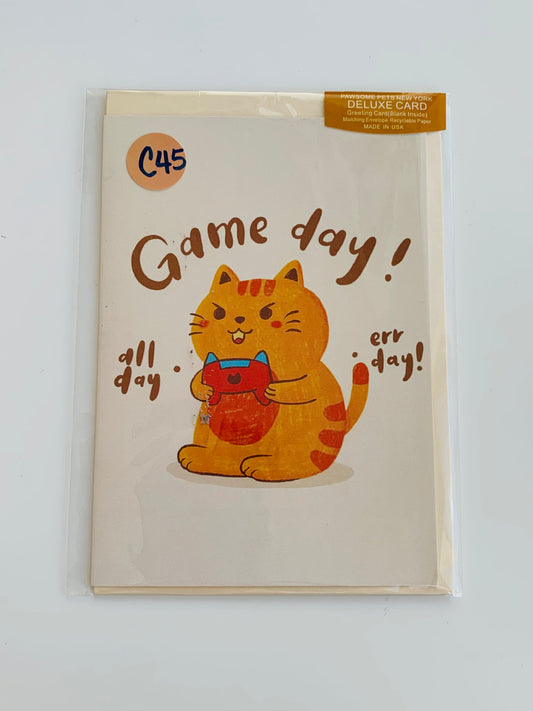 PAWSOME PETS NEW YORK
DELUXE CARD
Greeting Card(Blank Inside)
Matching Envelope Recyclable Paper
MADE IN USA
C45
Game day!
all day · · err day!